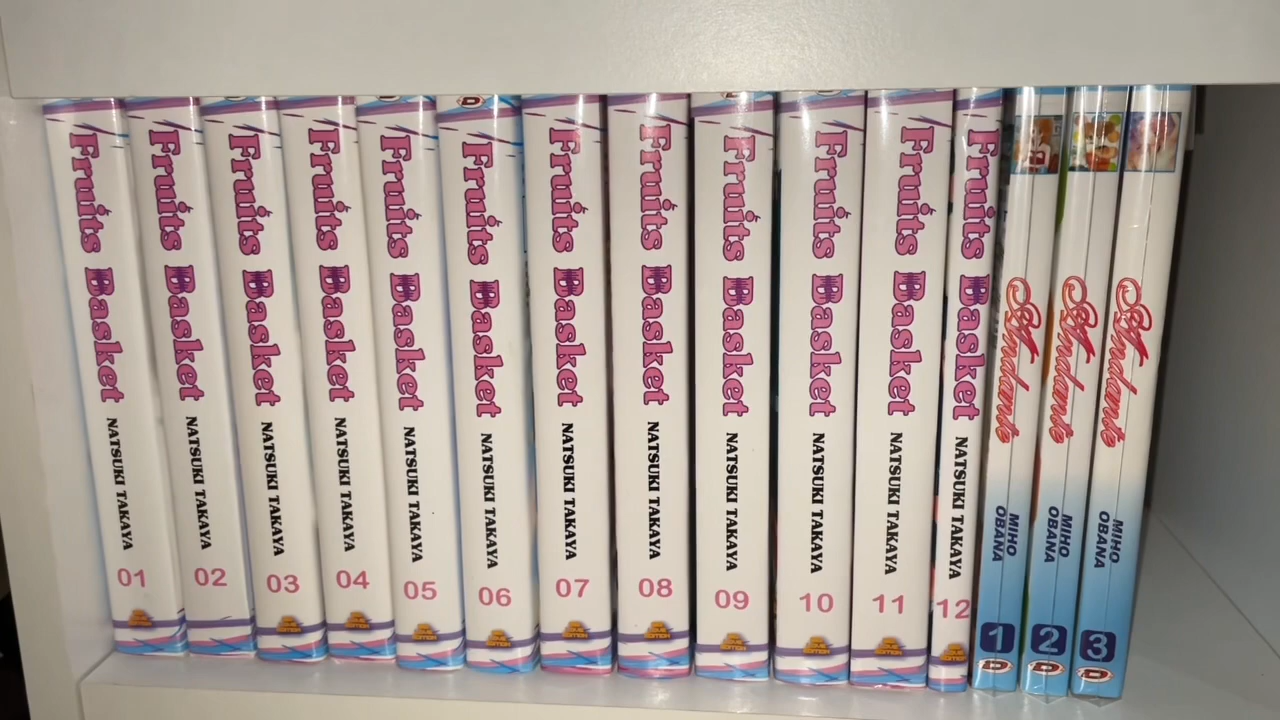 Fruits Basket NATSUKI TAKAYA 01
Fruits Basket NATSUKI TAKAYA 02
Fruits Basket NATSUKI TAKAYA 03
Fruits Basket NATSUKI TAKAYA 04
Fruits Basket NATSUKI TAKAYA 05
Fruits Basket NATSUKI TAKAYA 06
Fruits Basket NATSUKI TAKAYA 07
Fruits Basket NATSUKI TAKAYA 08
Fruits Basket NATSUKI TAKAYA 09
Fruits Basket NATSUKI TAKAYA 10
Fruits Basket NATSUKI TAKAYA 11
Fruits Basket NATSUKI TAKAYA 12
Andante MIHO OBANA 1 D
Andante MIHO OBANA 2 D
Andante MIHO OBANA 3 D